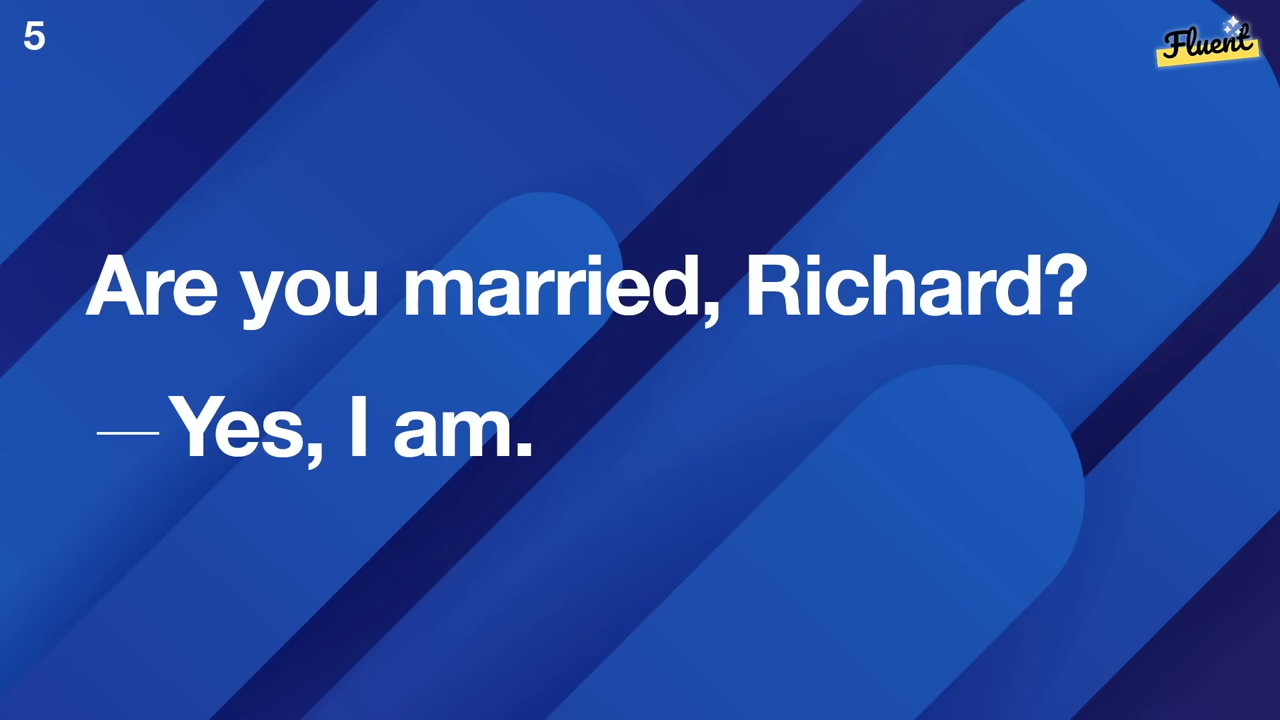 5
Fluent
Are you married, Richard?
— Yes, I am.